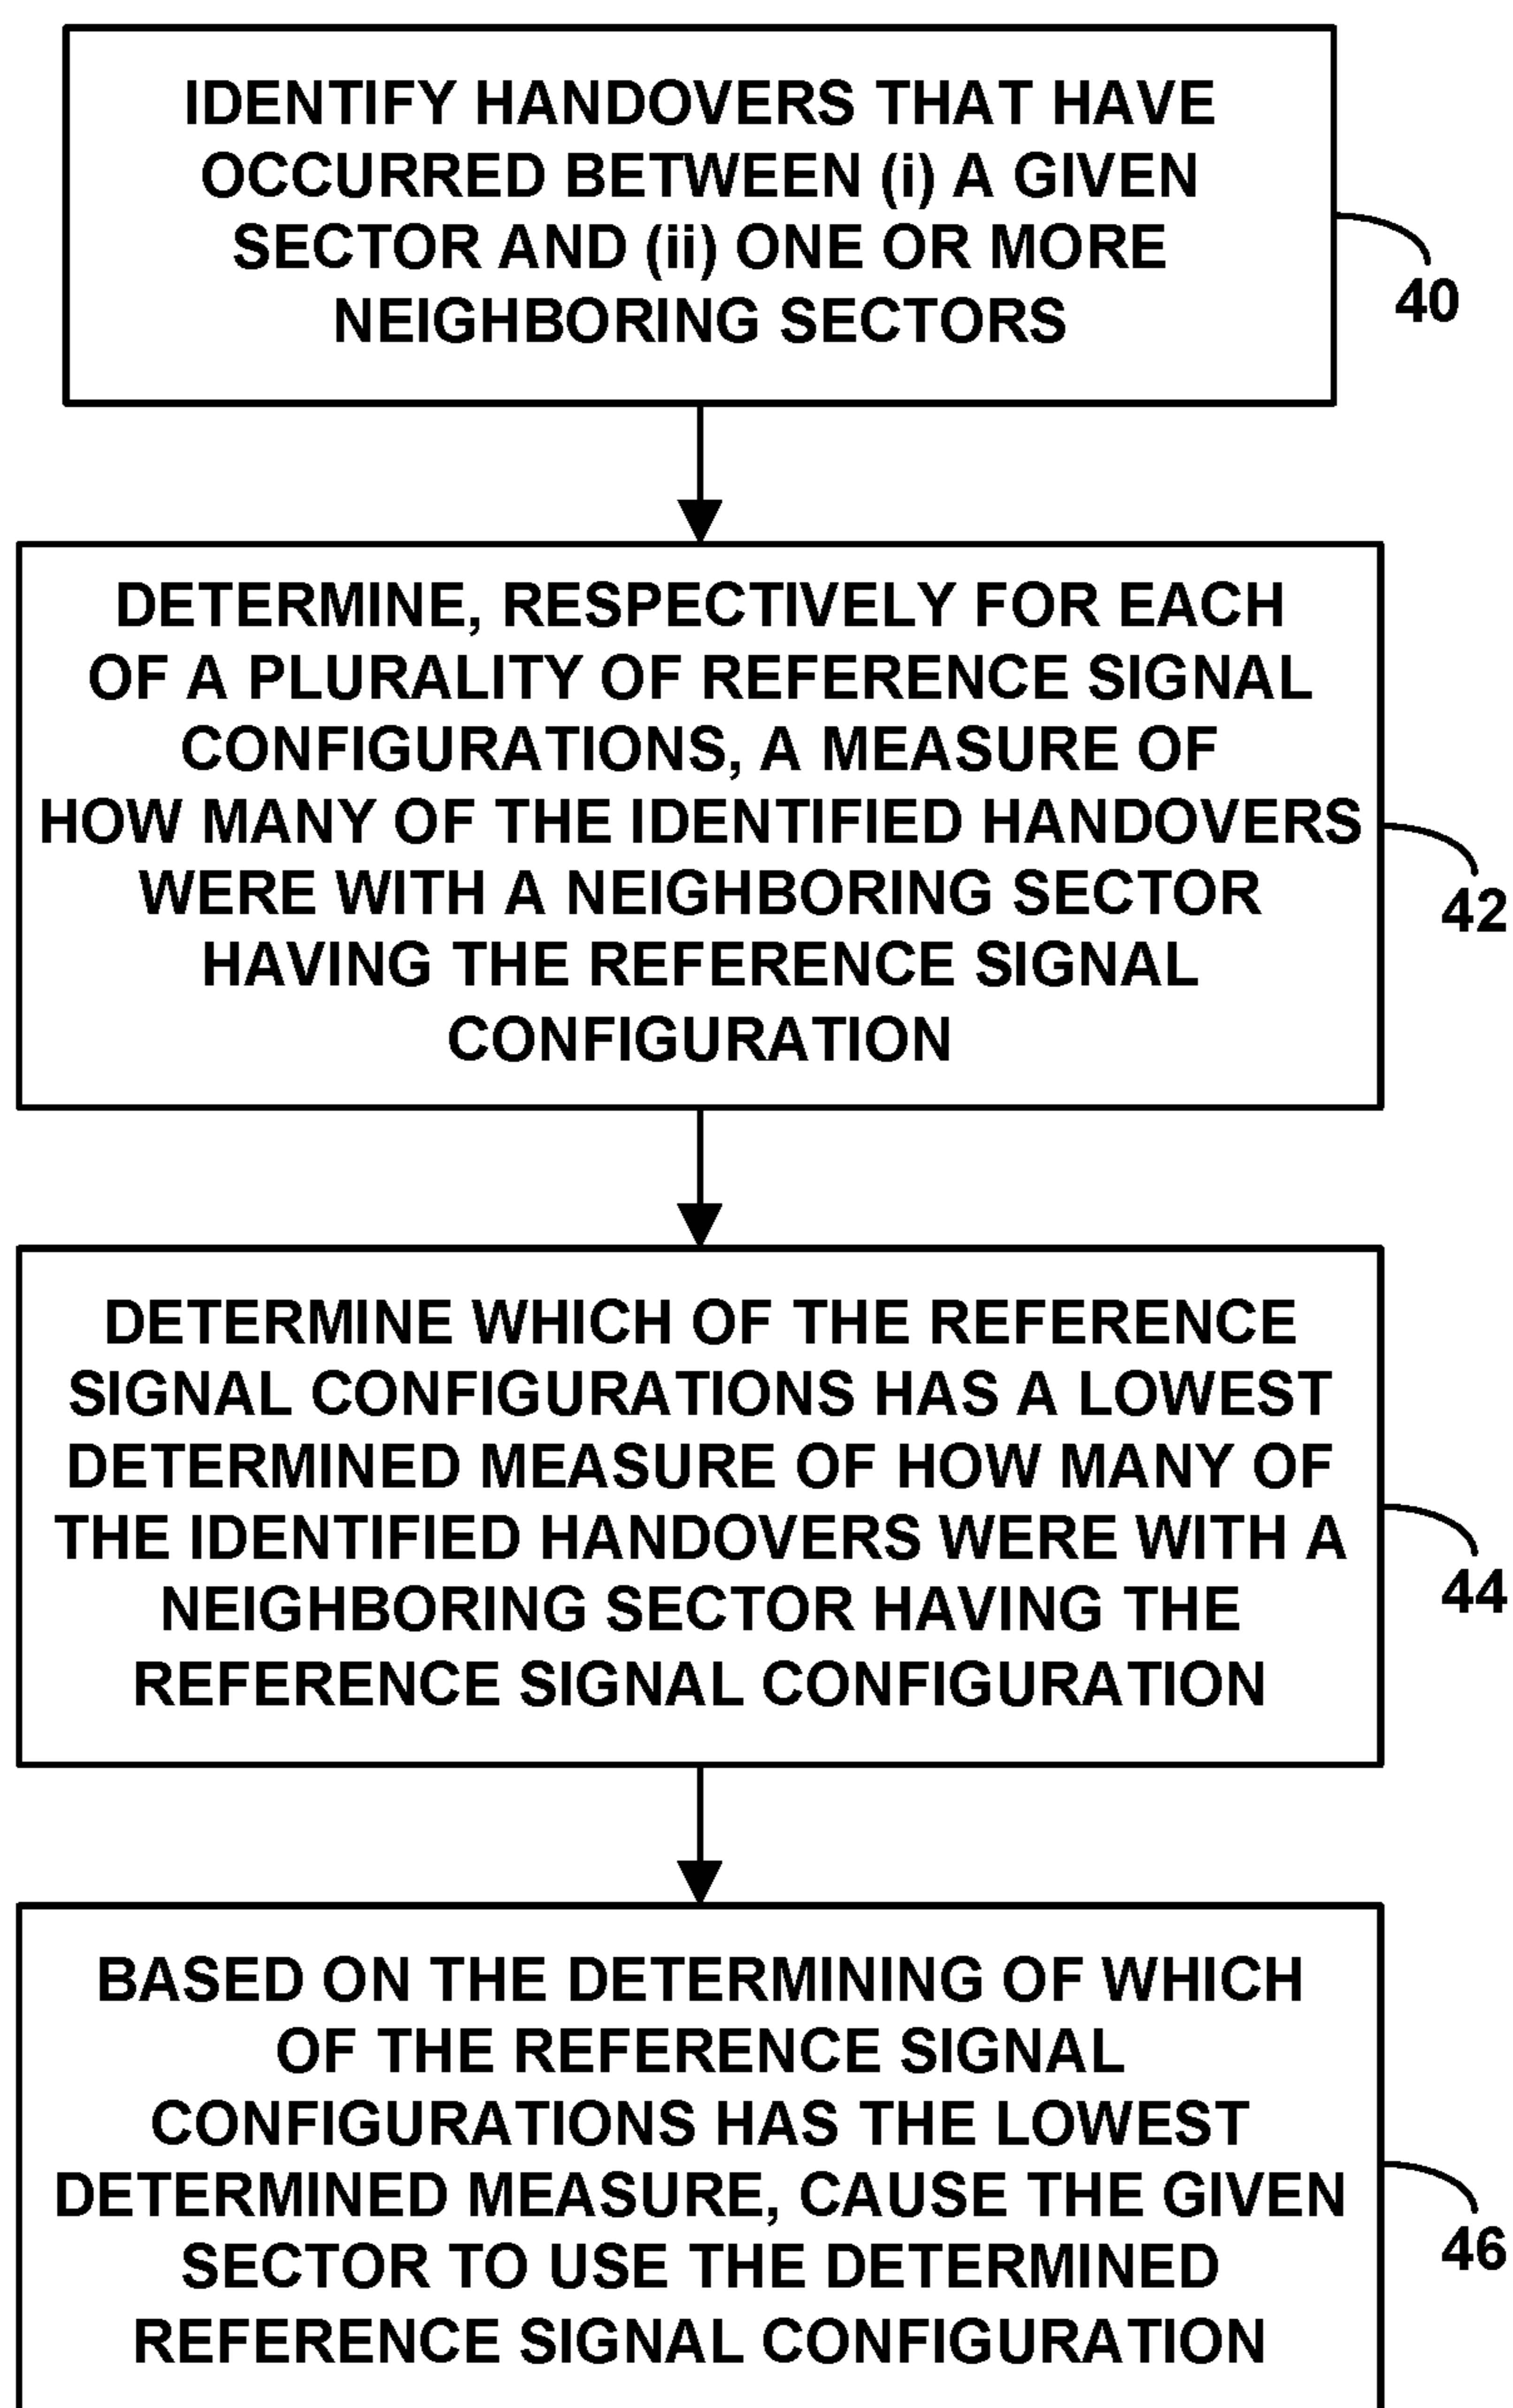 IDENTIFY HANDOVERS THAT HAVE
OCCURRED BETWEEN (i) A GIVEN
SECTOR AND (ii) ONE OR MORE
NEIGHBORING SECTORS
40
DETERMINE, RESPECTIVELY FOR EACH
OF A PLURALITY OF REFERENCE SIGNAL
CONFIGURATIONS, A MEASURE OF
HOW MANY OF THE IDENTIFIED HANDOVERS
WERE WITH A NEIGHBORING SECTOR
HAVING THE REFERENCE SIGNAL
CONFIGURATION
42
DETERMINE WHICH OF THE REFERENCE
SIGNAL CONFIGURATIONS HAS A LOWEST
DETERMINED MEASURE OF HOW MANY OF
THE IDENTIFIED HANDOVERS WERE WITH A
NEIGHBORING SECTOR HAVING THE
REFERENCE SIGNAL CONFIGURATION
44
BASED ON THE DETERMINING OF WHICH
OF THE REFERENCE SIGNAL
CONFIGURATIONS HAS THE LOWEST
DETERMINED MEASURE, CAUSE THE GIVEN
SECTOR TO USE THE DETERMINED
REFERENCE SIGNAL CONFIGURATION
46